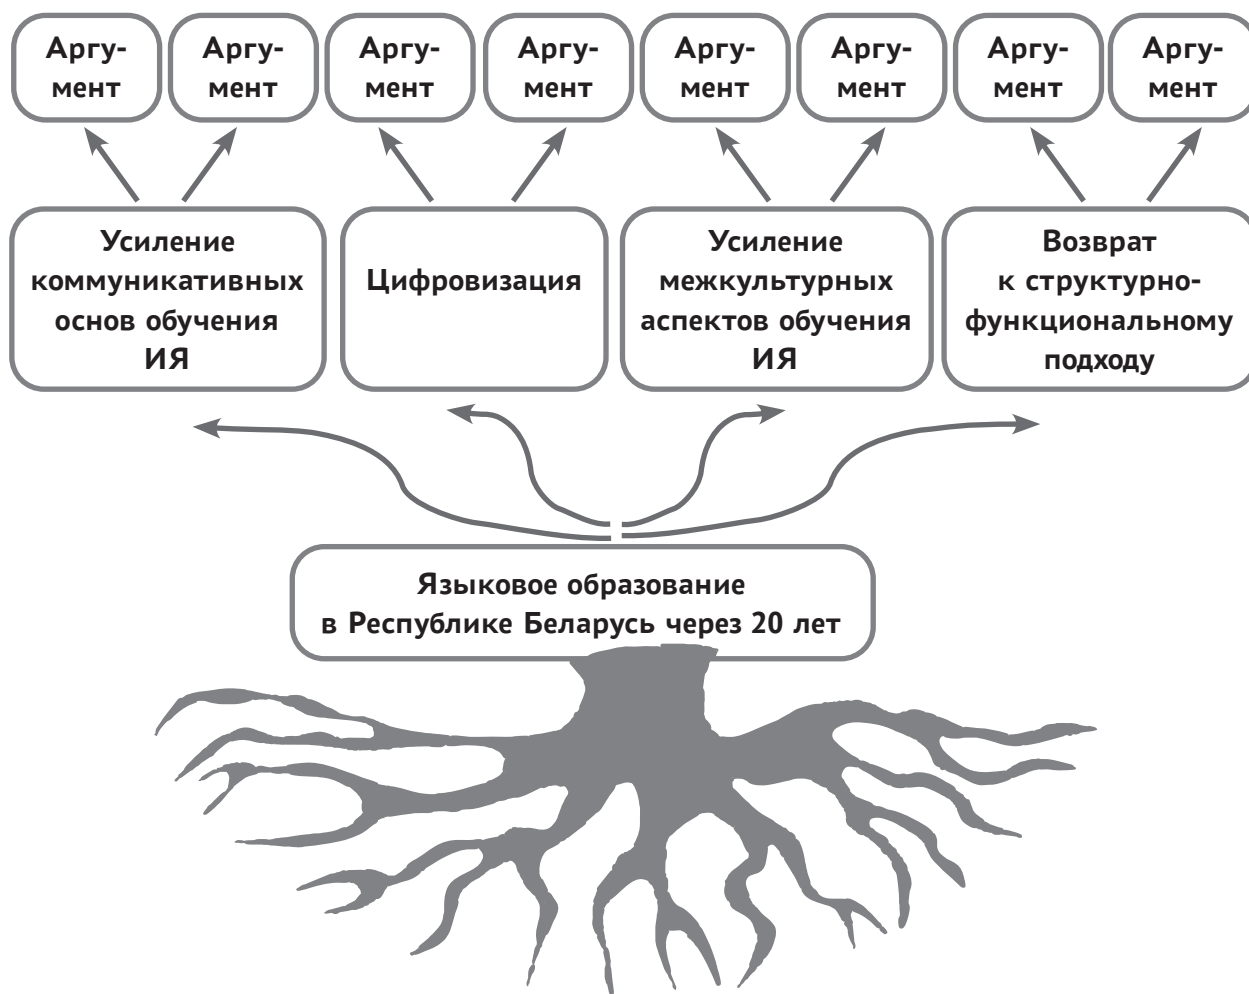 Аргу-
мент
Аргу-
мент
Аргу-
мент
Аргу-
мент
Аргу-
мент
Аргу-
мент
Аргу-
мент
Аргу-
мент
Усиление
коммуникативных
основ обучения
ИЯ
Цифровизация
Усиление
межкультурных
аспектов обучения
ИЯ
Возврат
к структурно-
функциональному
подходу
Языковое образование
в Республике Беларусь через 20 лет